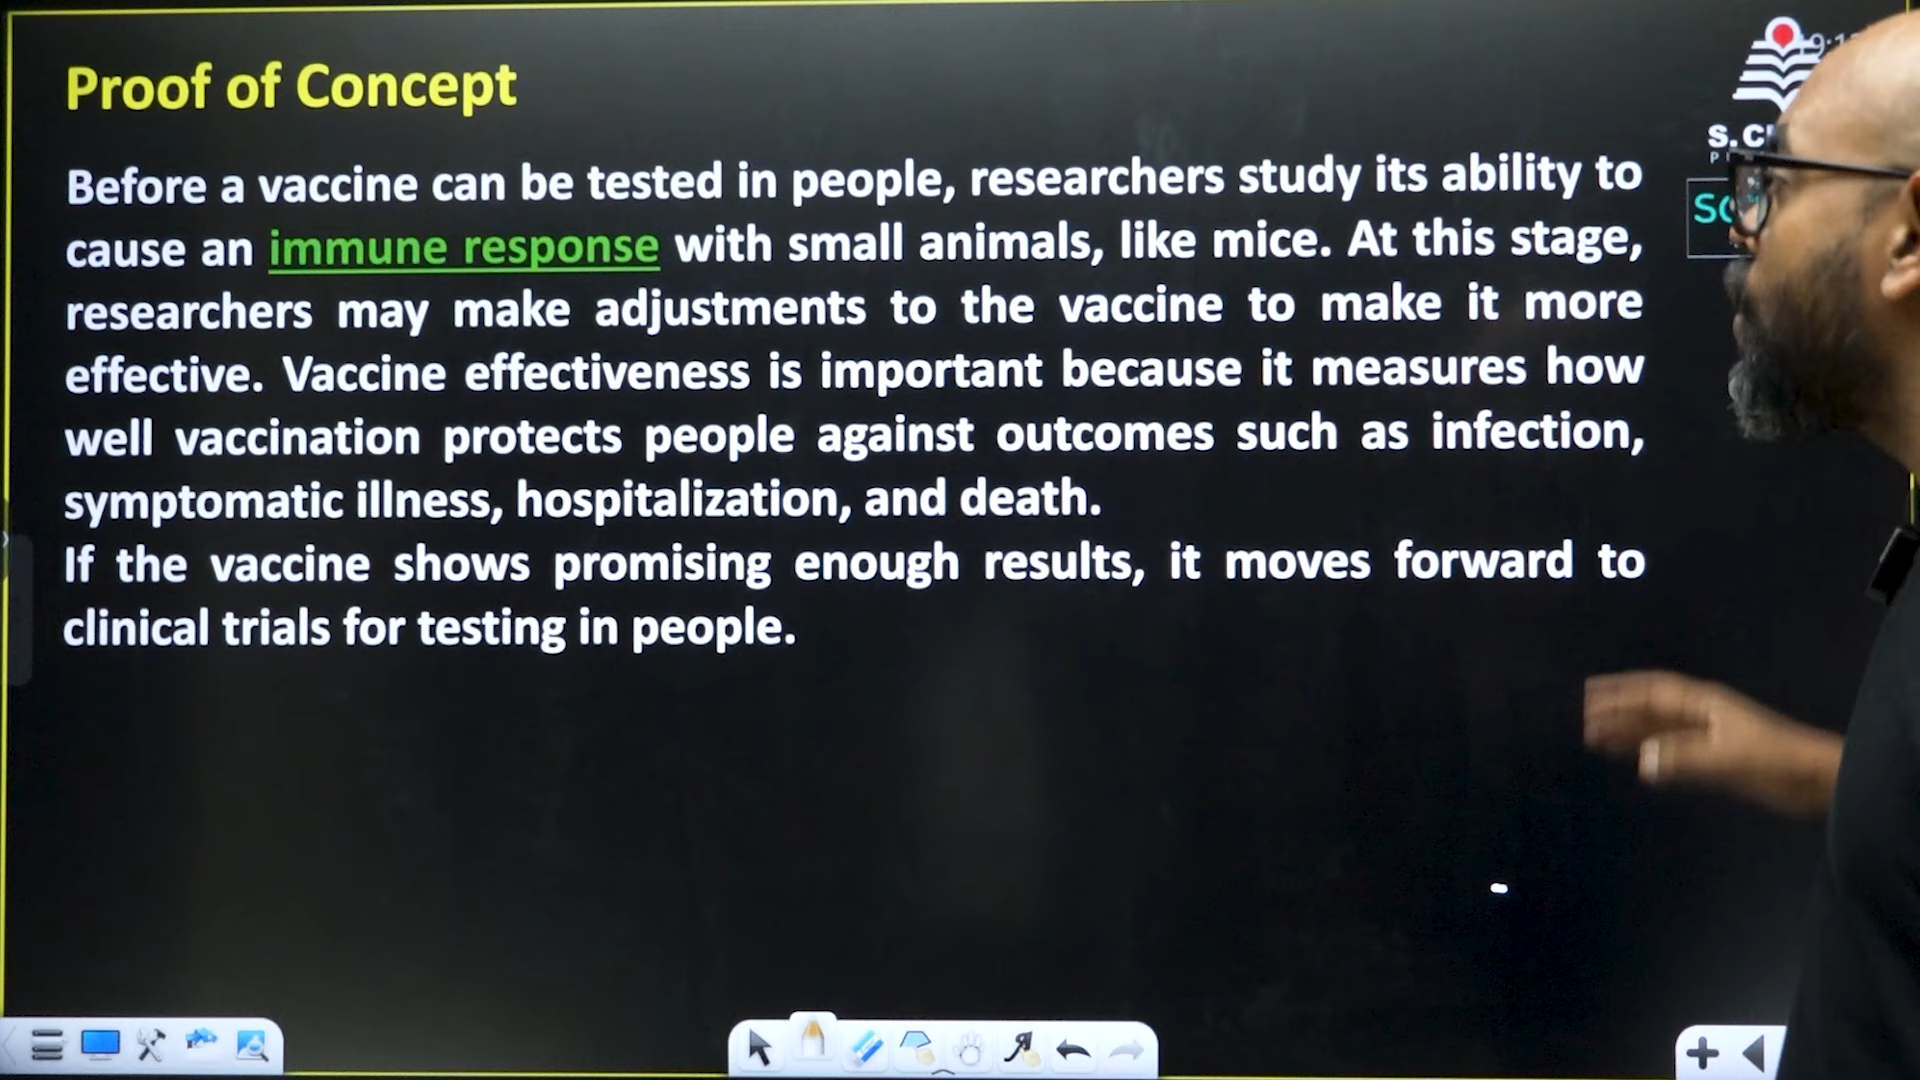 Proof of Concept
Before a vaccine can be tested in people, researchers study its ability to
cause an immune response with small animals, like mice. At this stage,
researchers may make adjustments to the vaccine to make it more
effective. Vaccine effectiveness is important because it measures how
well vaccination protects people against outcomes such as infection,
symptomatic illness, hospitalization, and death.
If the vaccine shows promising enough results, it moves forward to
clinical trials for testing in people.